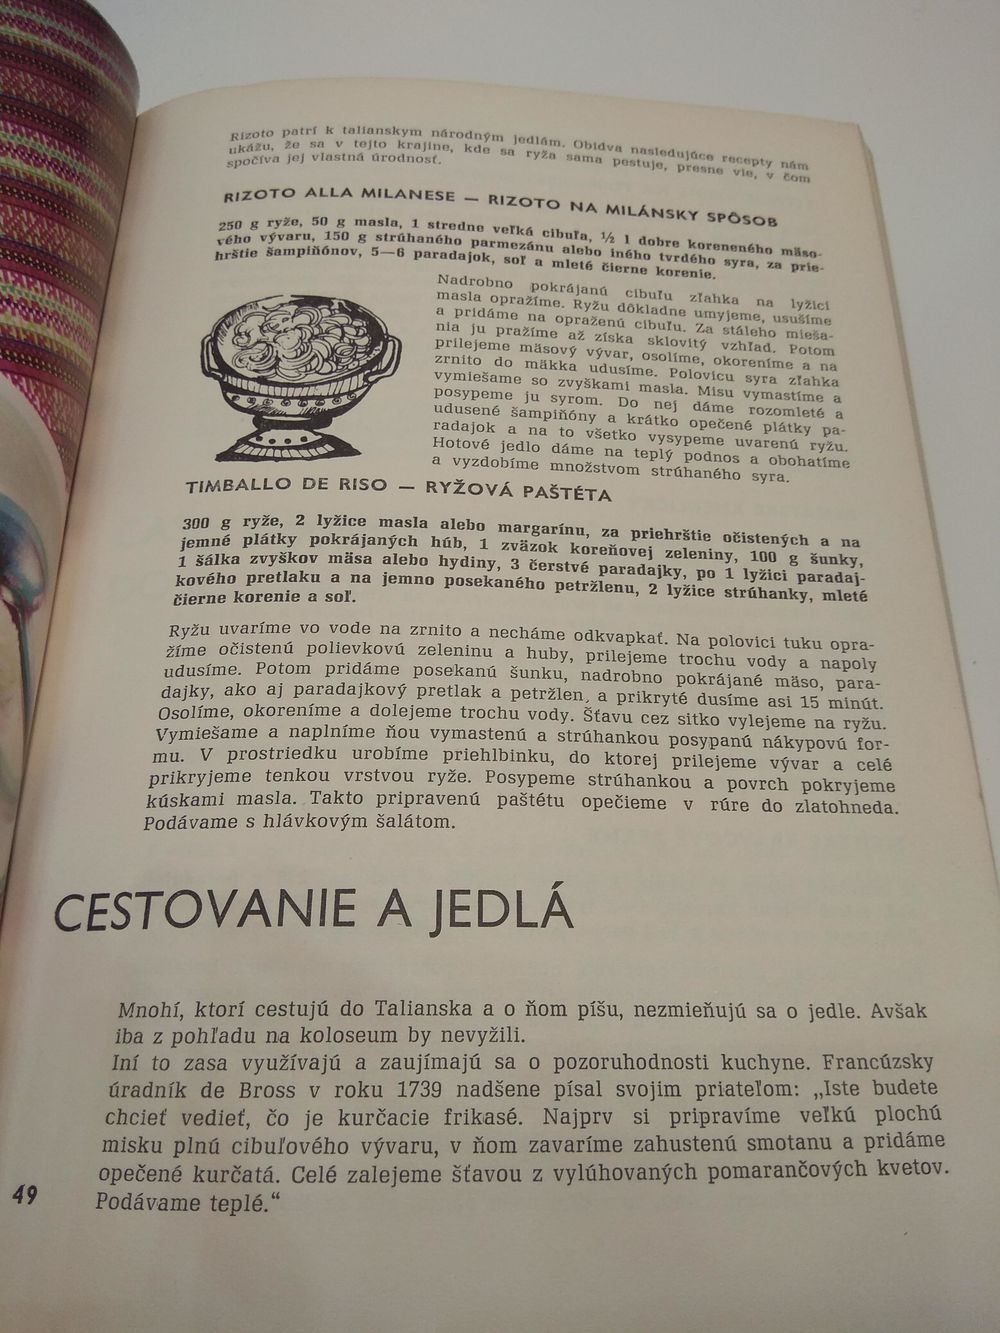 Rizoto patrí k talianskym národným jedlám. Obidva nasledujúce recepty nám
ukážu, že sa v tejto krajine, kde sa ryža sama pestuje, presne vie, v čom
spočíva jej vlastná úrodnosť.
RIZOTO ALLA MILANESE — RIZOTO NA MILÁNSKY SPÔSOB
250 g ryže, 50 g masla, 1 stredne veľká cibuľa, ½ l dobre koreneného mäso-
vého vývaru, 150 g strúhaného parmezánu alebo iného tvrdého syra, za prie-
hrštie šampiňónov, 5—6 paradajok, soľ a mleté čierne korenie.
Nadrobno pokrájanú cibuľu zľahka na lyžici
masla opražíme. Ryžu dôkladne umyjeme, usušíme
a pridáme na opraženú cibuľu. Za stáleho mieša-
nia ju pražíme až získa sklovitý vzhľad. Potom
prilejeme mäsový vývar, osolíme, okoreníme a na
zrnito do mäkka udusíme. Polovicu syra zľahka
vymiešame so zvyškami masla. Misu vymastíme a
posypeme ju syrom. Do nej dáme rozomleté a
udusené šampiňóny a krátko opečené plátky pa-
radajok a na to všetko vysypeme uvarenú ryžu.
Hotové jedlo dáme na teplý podnos a obohatíme
a vyzdobíme množstvom strúhaného syra.
TIMBALLO DE RISO — RYŽOVÁ PAŠTÉTA
300 g ryže, 2 lyžice masla alebo margarínu, za priehrštie očistených a na
jemné plátky pokrájaných húb, 1 zväzok koreňovej zeleniny, 100 g šunky,
1 šálka zvyškov mäsa alebo hydiny, 3 čerstvé paradajky, po 1 lyžici paradaj-
kového pretlaku a na jemno posekaného petržlenu, 2 lyžice strúhanky, mleté
čierne korenie a soľ.
Ryžu uvaríme vo vode na zrnito a necháme odkvapkať. Na polovici tuku opra-
žíme očistenú polievkovú zeleninu a huby, prilejeme trochu vody a napoly
udusíme. Potom pridáme posekanú šunku, nadrobno pokrájané mäso, para-
dajky, ako aj paradajkový pretlak a petržlen, a prikryté dusíme asi 15 minút.
Osolíme, okoreníme a dolejeme trochu vody. Šťavu cez sitko vylejeme na ryžu.
Vymiešame a naplníme ňou vymastenú a strúhankou posypanú nákypovú for-
mu. V prostriedku urobíme priehlbinku, do ktorej prilejeme vývar a celé
prikryjeme tenkou vrstvou ryže. Posypeme strúhankou a povrch pokryjeme
kúskami masla. Takto pripravenú paštétu opečieme v rúre do zlatohneda.
Podávame s hlávkovým šalátom.
CESTOVANIE A JEDLÁ
Mnohí, ktorí cestujú do Talianska a o ňom píšu, nezmieňujú sa o jedle. Avšak
iba z pohľadu na koloseum by nevyžili.
Iní to zasa využívajú a zaujímajú sa o pozoruhodnosti kuchyne. Francúzsky
úradník de Bross v roku 1739 nadšene písal svojim priateľom: „Iste budete
chcieť vedieť, čo je kurčacie frikasé. Najprv si pripravíme veľkú plochú
misku plnú cibuľového vývaru, v ňom zavaríme zahustenú smotanu a pridáme
opečené kurčatá. Celé zalejeme šťavou z vylúhovaných pomarančových kvetov.
Podávame teplé.“
49